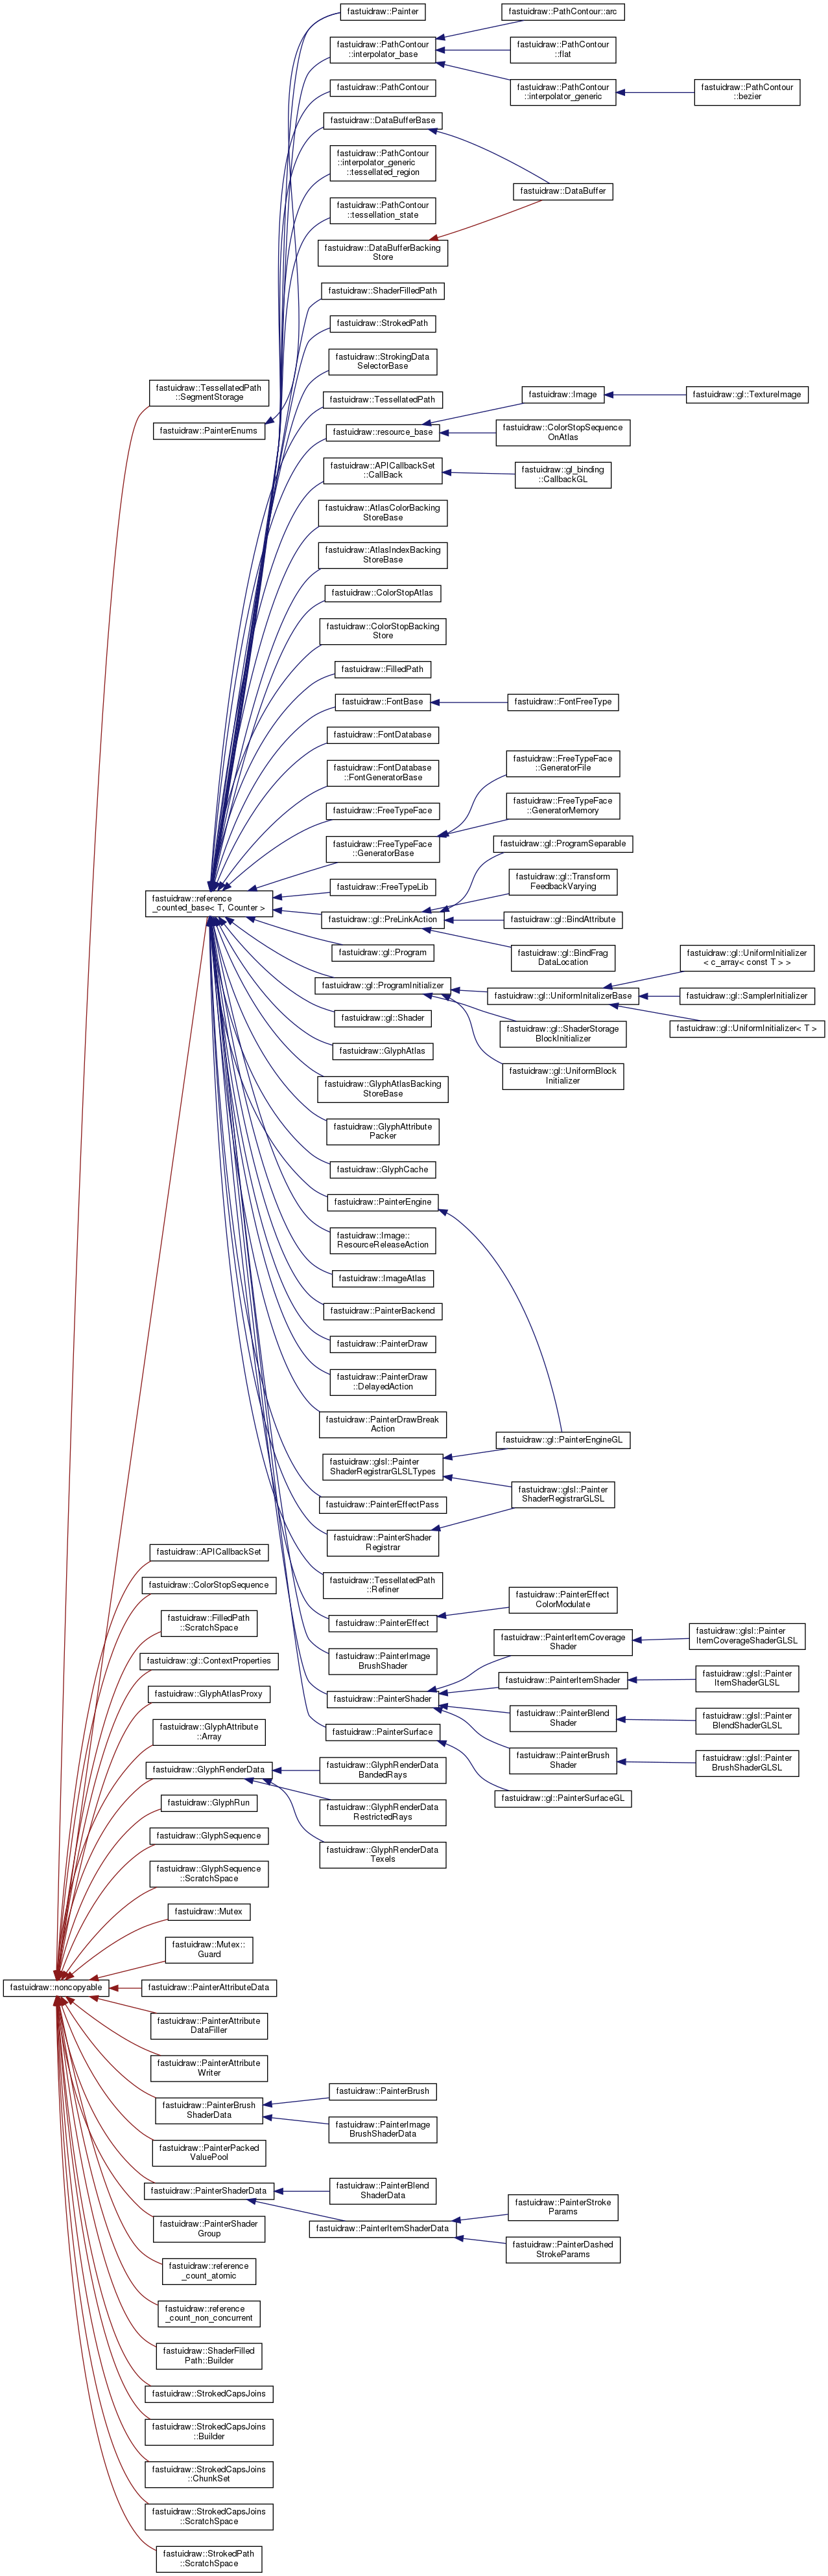 fastuidraw::Painter
fastuidraw::PathContour::arc
fastuidraw::PathContour
::interpolator_base
fastuidraw::PathContour
::flat
fastuidraw::PathContour
fastuidraw::PathContour
::interpolator_generic
fastuidraw::PathContour
::bezier
fastuidraw::DataBufferBase
fastuidraw::PathContour
::interpolator_generic
::tessellated_region
fastuidraw::DataBuffer
fastuidraw::PathContour
::tessellation_state
fastuidraw::DataBufferBacking
Store
fastuidraw::ShaderFilledPath
fastuidraw::StrokedPath
fastuidraw::StrokingData
SelectorBase
fastuidraw::TessellatedPath
::SegmentStorage
fastuidraw::TessellatedPath
fastuidraw::Image
fastuidraw::gl::TextureImage
fastuidraw::PainterEnums
fastuidraw::resource_base
fastuidraw::ColorStopSequence
OnAtlas
fastuidraw::APICallbackSet
::CallBack
fastuidraw::gl_binding
::CallbackGL
fastuidraw::AtlasColorBacking
StoreBase
fastuidraw::AtlasIndexBacking
StoreBase
fastuidraw::ColorStopAtlas
fastuidraw::ColorStopBacking
Store
fastuidraw::FilledPath
fastuidraw::FontBase
fastuidraw::FontFreeType
fastuidraw::FontDatabase
fastuidraw::FontDatabase
::FontGeneratorBase
fastuidraw::FreeTypeFace
::GeneratorFile
fastuidraw::FreeTypeFace
fastuidraw::FreeTypeFace
::GeneratorMemory
fastuidraw::FreeTypeFace
::GeneratorBase
fastuidraw::gl::ProgramSeparable
fastuidraw::FreeTypeLib
fastuidraw::gl::Transform
FeedbackVarying
fastuidraw::reference
_counted_base< T, Counter >
fastuidraw::gl::PreLinkAction
fastuidraw::gl::BindAttribute
fastuidraw::gl::Program
fastuidraw::gl::BindFrag
DataLocation
fastuidraw::gl::UniformInitializer
< c_array< const T > >
fastuidraw::gl::ProgramInitializer
fastuidraw::gl::UniformInitalizerBase
fastuidraw::gl::SamplerInitializer
fastuidraw::gl::Shader
fastuidraw::gl::ShaderStorage
BlockInitializer
fastuidraw::gl::UniformInitializer< T >
fastuidraw::GlyphAtlas
fastuidraw::gl::UniformBlock
Initializer
fastuidraw::GlyphAtlasBacking
StoreBase
fastuidraw::GlyphAttribute
Packer
fastuidraw::GlyphCache
fastuidraw::PainterEngine
fastuidraw::Image::
ResourceReleaseAction
fastuidraw::ImageAtlas
fastuidraw::PainterBackend
fastuidraw::PainterDraw
fastuidraw::PainterDraw
::DelayedAction
fastuidraw::PainterDrawBreak
Action
fastuidraw::gl::PainterEngineGL
fastuidraw::glsl::Painter
ShaderRegistrarGLSLTypes
fastuidraw::glsl::Painter
ShaderRegistrarGLSL
fastuidraw::PainterEffectPass
fastuidraw::PainterShader
Registrar
fastuidraw::APICallbackSet
fastuidraw::TessellatedPath
::Refiner
fastuidraw::ColorStopSequence
fastuidraw::PainterEffect
fastuidraw::PainterEffect
ColorModulate
fastuidraw::FilledPath
::ScratchSpace
fastuidraw::PainterItemCoverage
Shader
fastuidraw::glsl::Painter
ItemCoverageShaderGLSL
fastuidraw::gl::ContextProperties
fastuidraw::PainterImage
BrushShader
fastuidraw::PainterItemShader
fastuidraw::glsl::Painter
ItemShaderGLSL
fastuidraw::GlyphAtlasProxy
fastuidraw::PainterShader
fastuidraw::PainterBlend
Shader
fastuidraw::glsl::Painter
BlendShaderGLSL
fastuidraw::GlyphAttribute
::Array
fastuidraw::PainterSurface
fastuidraw::PainterBrush
Shader
fastuidraw::glsl::Painter
BrushShaderGLSL
fastuidraw::GlyphRenderData
fastuidraw::GlyphRenderData
BandedRays
fastuidraw::gl::PainterSurfaceGL
fastuidraw::GlyphRun
fastuidraw::GlyphRenderData
RestrictedRays
fastuidraw::GlyphSequence
fastuidraw::GlyphRenderData
Texels
fastuidraw::GlyphSequence
::ScratchSpace
fastuidraw::Mutex
fastuidraw::Mutex::
Guard
fastuidraw::noncopyable
fastuidraw::PainterAttributeData
fastuidraw::PainterAttribute
DataFiller
fastuidraw::PainterAttribute
Writer
fastuidraw::PainterBrush
ShaderData
fastuidraw::PainterBrush
fastuidraw::PainterImage
BrushShaderData
fastuidraw::PainterPacked
ValuePool
fastuidraw::PainterShaderData
fastuidraw::PainterBlend
ShaderData
fastuidraw::PainterStroke
Params
fastuidraw::PainterShader
Group
fastuidraw::PainterItemShaderData
fastuidraw::PainterDashed
StrokeParams
fastuidraw::reference
_count_atomic
fastuidraw::reference
_count_non_concurrent
fastuidraw::ShaderFilled
Path::Builder
fastuidraw::StrokedCapsJoins
fastuidraw::StrokedCapsJoins
::Builder
fastuidraw::StrokedCapsJoins
::ChunkSet
fastuidraw::StrokedCapsJoins
::ScratchSpace
fastuidraw::StrokedPath
::ScratchSpace